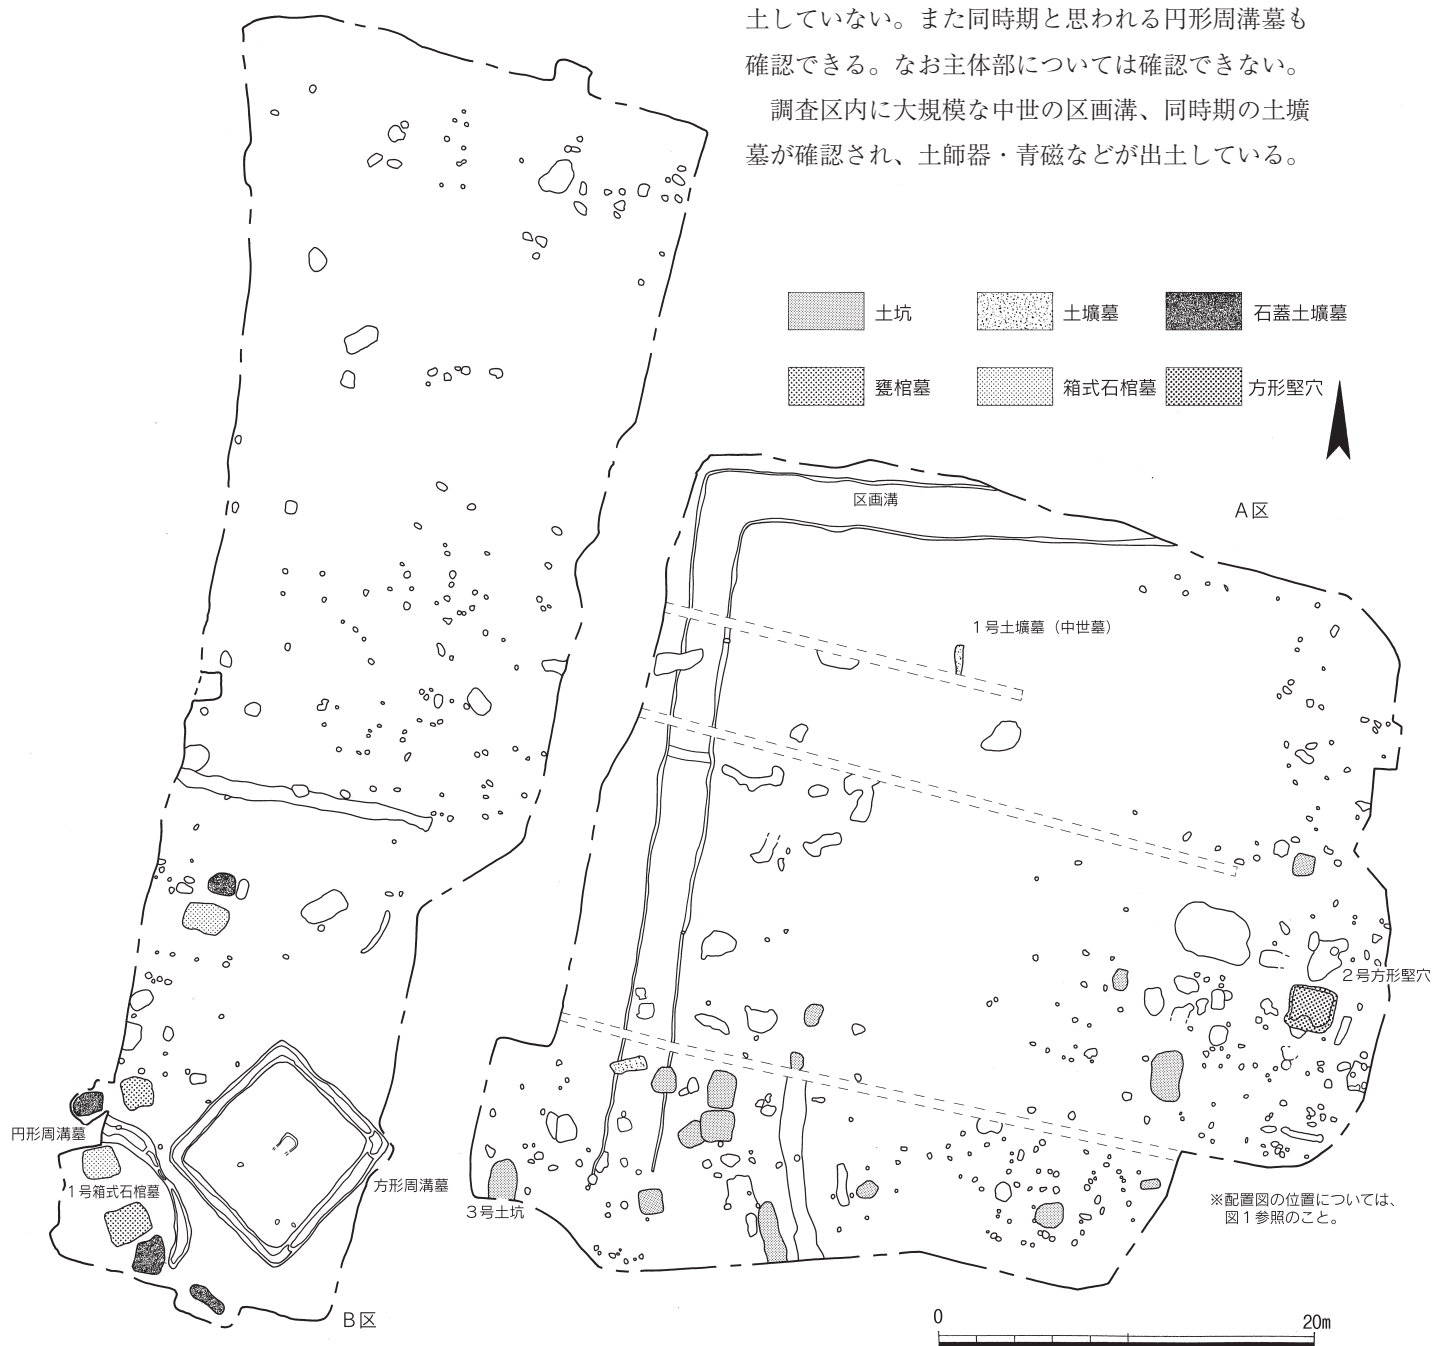 土していない。また同時期と思われる円形周溝墓も
確認できる。なお主体部については確認できない。
　調査区内に大規模な中世の区画溝、同時期の土壙
墓が確認され、土師器・青磁などが出土している。
土坑
土壙墓
石蓋土壙墓
甕棺墓
箱式石棺墓
方形竪穴
区画溝
A区
1号土壙墓（中世墓）
2号方形竪穴
円形周溝墓
1号箱式石棺墓
方形周溝墓
3号土坑
※配置図の位置については、
図1参照のこと。
B区
0
20m